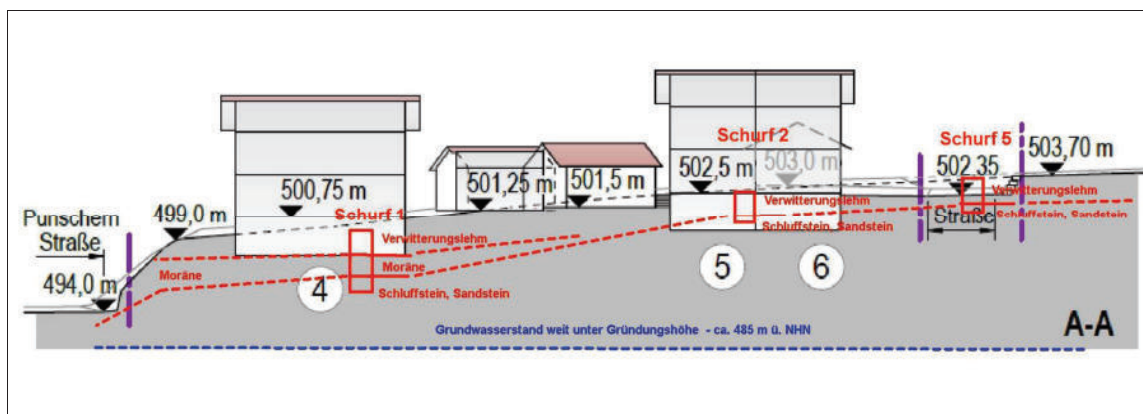 Schurf 2
Schurf 5
502,5 m
503,0 m
502,35
503,70 m
500,75 m
501,25 m
501,5 m
Verwitterungslehm
Verwitterungslehm
Punschern
Straße
499,0 m
Schurf 1
Schluffstein, Sandstein
Straße
Schluffstein, Sandstein
Verwitterungslehm
Moräne
Moräne
494,0 m
4
Schluffstein, Sandstein
5
6
Grundwasserstand weit unter Gründungshöhe - ca. 485 m ü. NHN
A-A